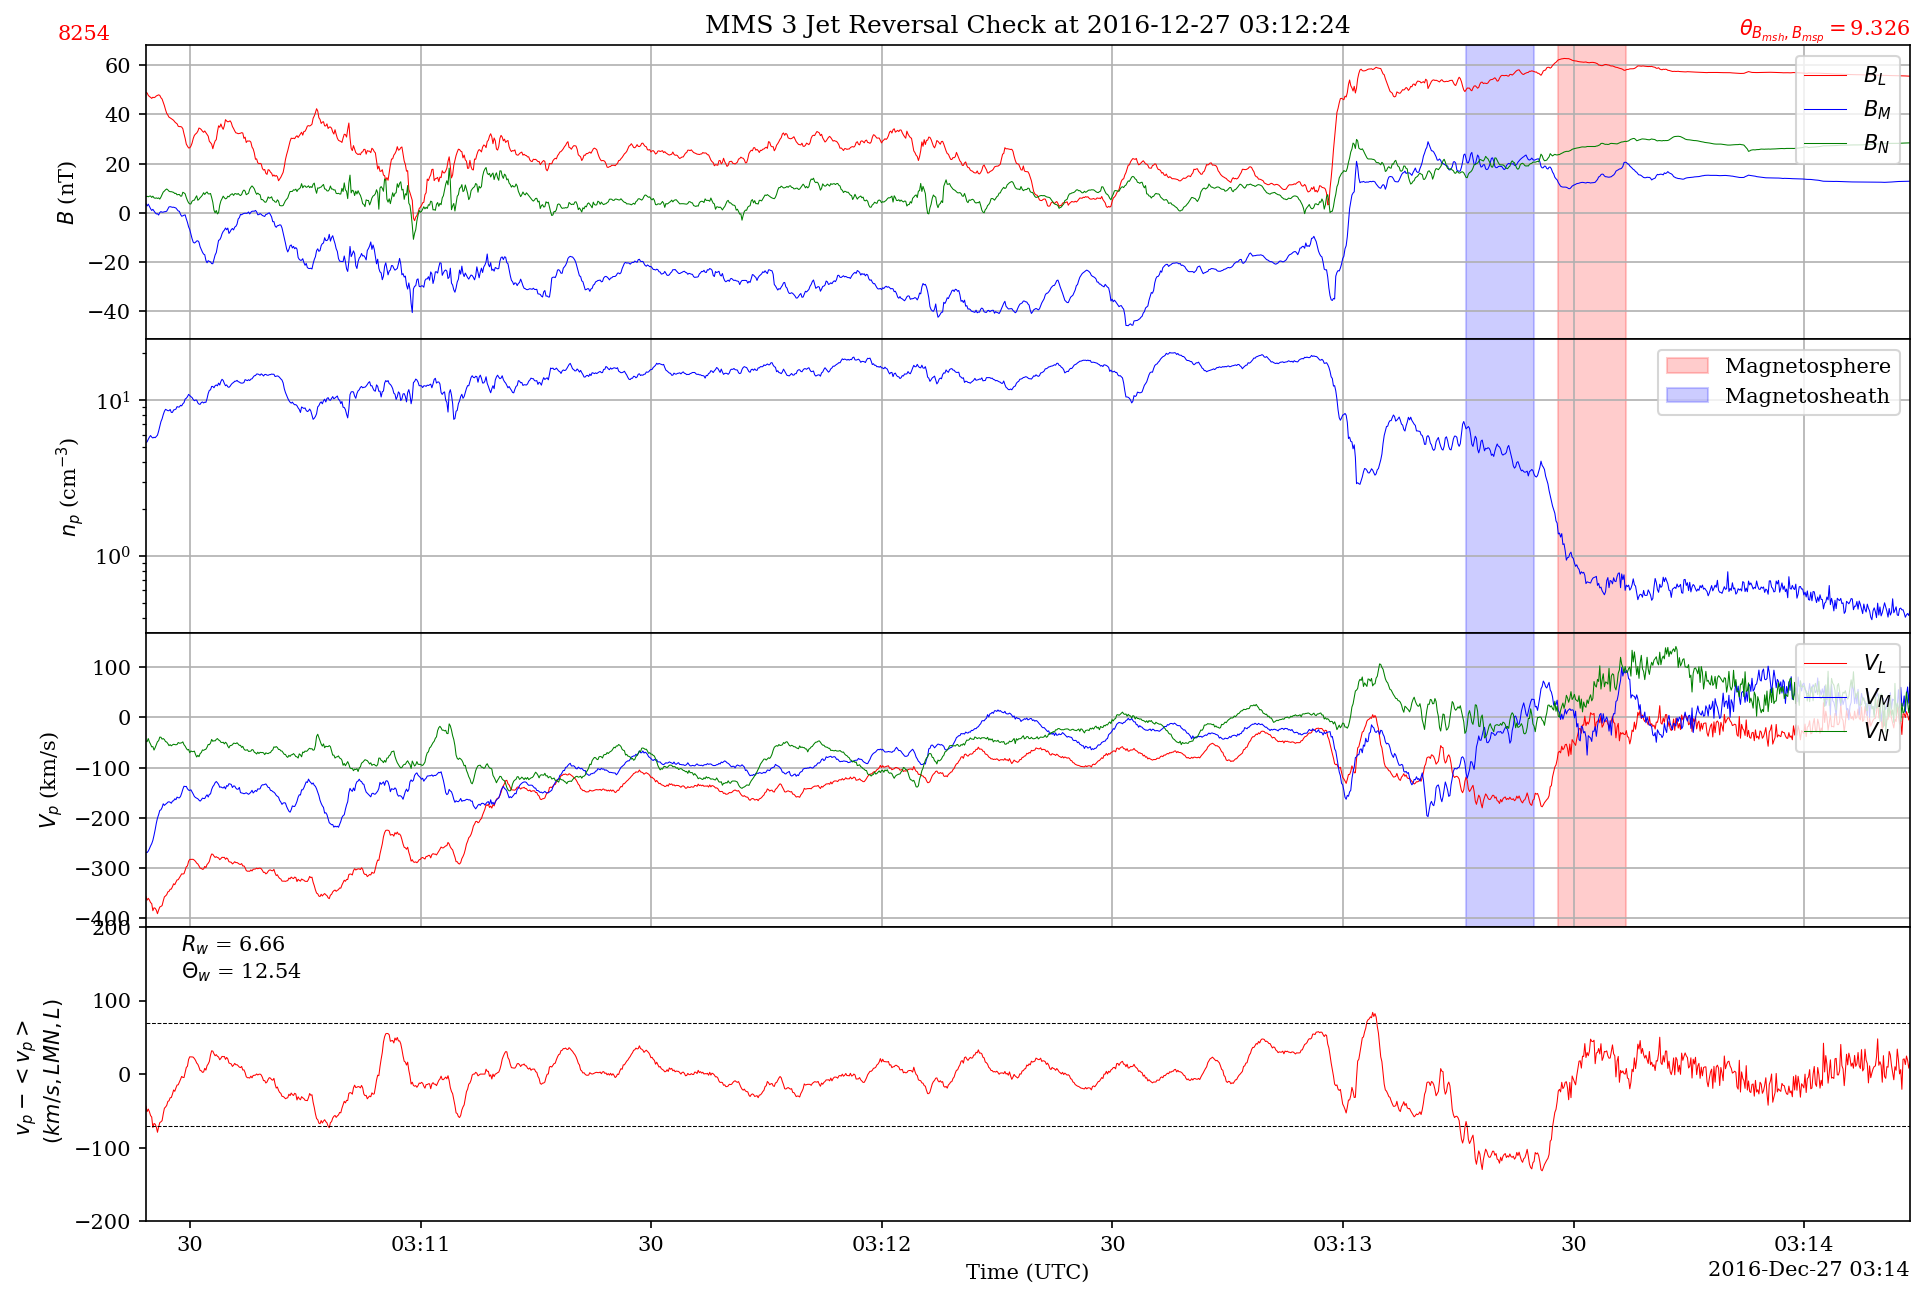 MMS 3 Jet Reversal Check at 2016-12-27 03:12:24
8254
θ_{B_{msh}, B_{msp}} = 9.326
60
40
20
0
−20
−40
B (nT)
B_L
B_M
B_N
10^1
10^0
n_p (cm^{−3})
Magnetosphere
Magnetosheath
100
0
−100
−200
−300
−400
V_p (km/s)
V_L
V_M
V_N
200
100
0
−100
−200
v_p − < v_p >
(km/s, LMN, L)
R_w = 6.66
Θ_w = 12.54
30
03:11
30
03:12
30
03:13
30
03:14
Time (UTC)
2016-Dec-27 03:14